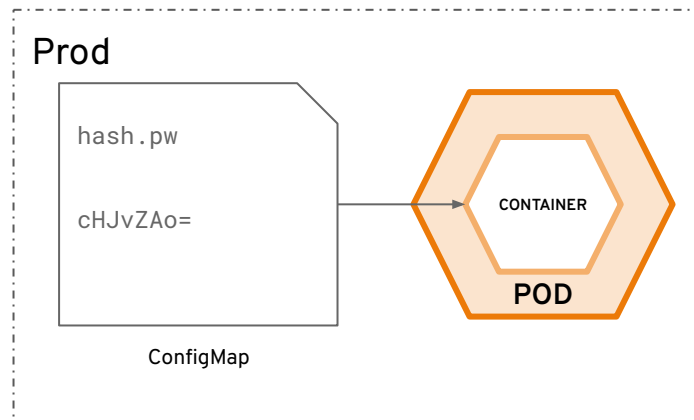 Prod
hash.pw
cHJvZAo=
ConfigMap
CONTAINER
POD